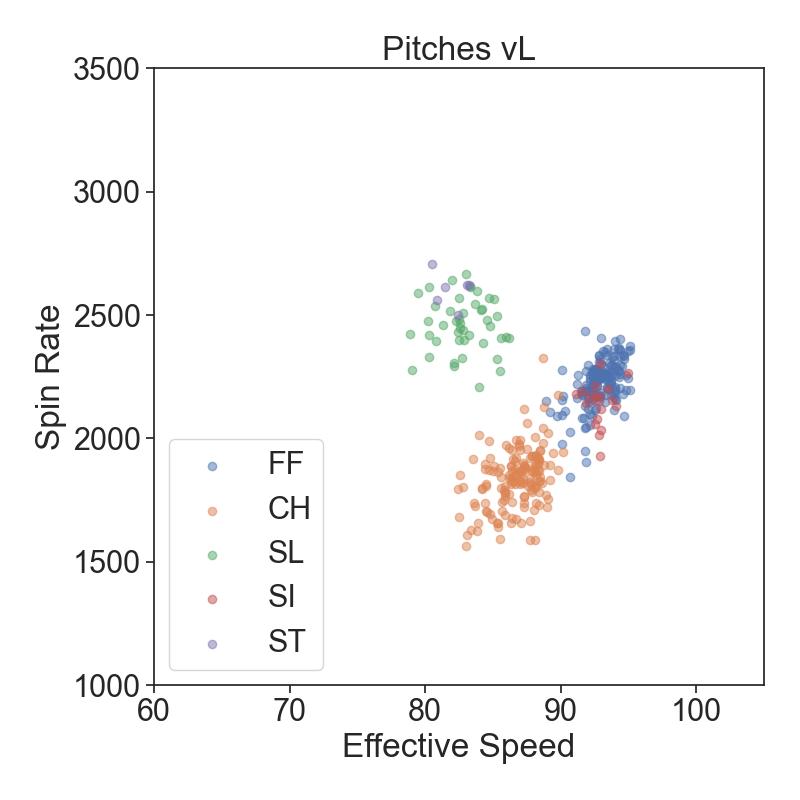 Pitches vL
3500
3000
2500
2000
1500
1000
Spin Rate
FF
CH
SL
SI
ST
60 70 80 90 100
Effective Speed